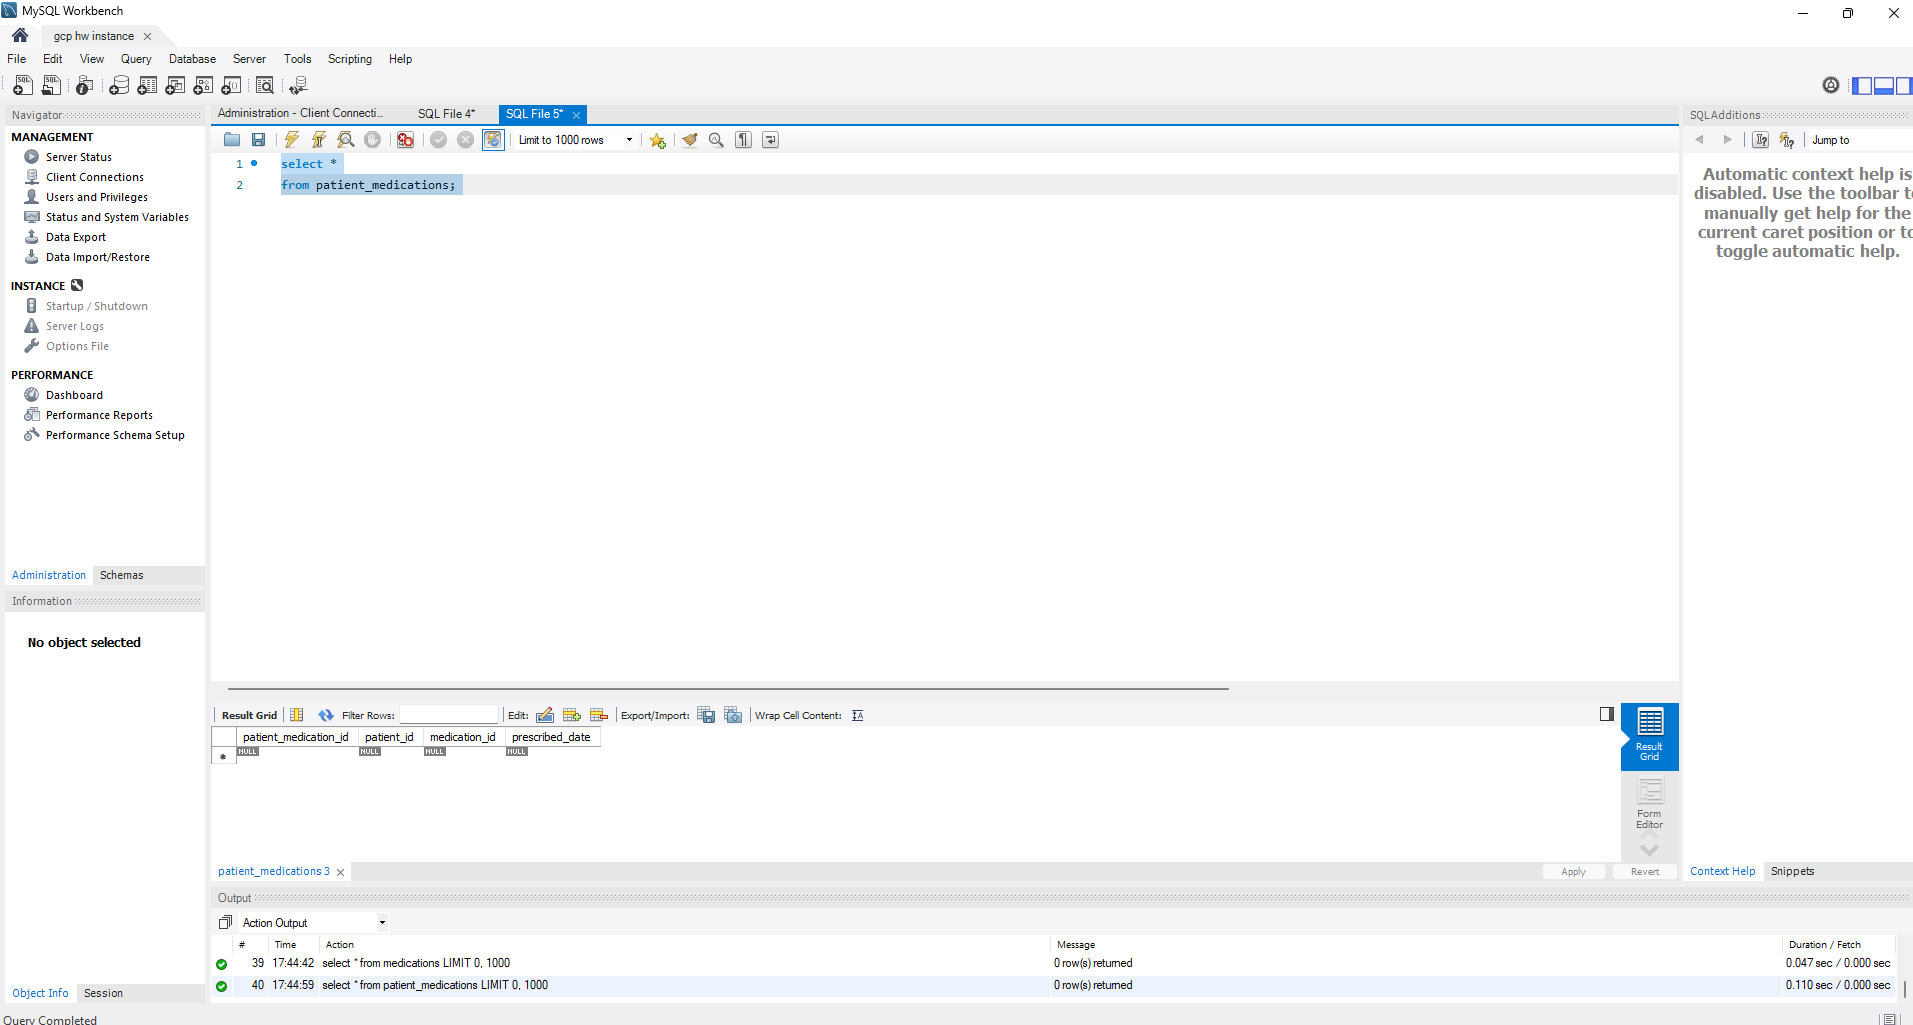 MySQL Workbench
gcp hw instance
File Edit View Query Database Server Tools Scripting Help
Navigator
MANAGEMENT
Server Status
Client Connections
Users and Privileges
Status and System Variables
Data Export
Data Import/Restore
INSTANCE
Startup / Shutdown
Server Logs
Options File
PERFORMANCE
Dashboard
Performance Reports
Performance Schema Setup
Administration Schemas
Information
No object selected
Object Info Session
Query Completed
Administration - Client Connecti... SQL File 4* SQL File 5*
Limit to 1000 rows
1 select *
2 from patient_medications;
Result Grid Filter Rows: Edit: Export/Import: Wrap Cell Content:
patient_medication_id patient_id medication_id prescribed_date
NULL NULL NULL NULL
Result
Grid
Form
Editor
patient_medications 3 Apply Revert
Output
Action Output
# Time Action Message Duration / Fetch
39 17:44:42 select * from medications LIMIT 0, 1000 0 row(s) returned 0.047 sec / 0.000 sec
40 17:44:59 select * from patient_medications LIMIT 0, 1000 0 row(s) returned 0.110 sec / 0.000 sec
SQLAdditions
Jump to
Automatic context help is
disabled. Use the toolbar t
manually get help for the
current caret position or to
toggle automatic help.
Context Help Snippets